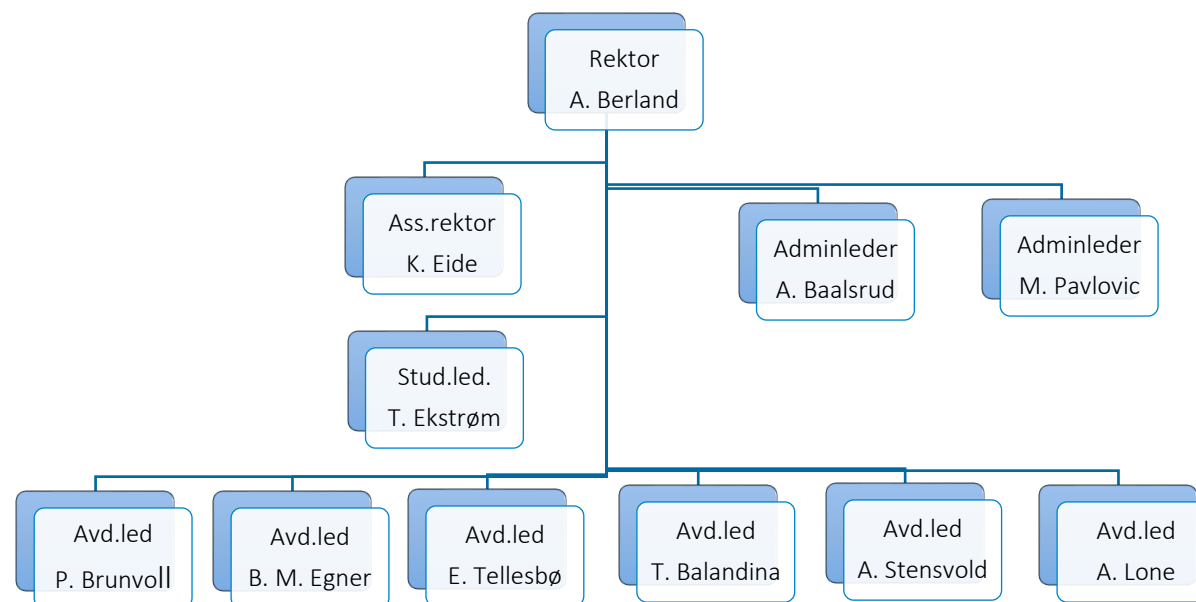 Rektor
A. Berland
Ass.rektor
K. Eide
Adminleder
A. Baalsrud
Adminleder
M. Pavlovic
Stud.led.
T. Ekstrøm
Avd.led
P. Brunvoll
Avd.led
B. M. Egner
Avd.led
E. Tellesbø
Avd.led
T. Balandina
Avd.led
A. Stensvold
Avd.led
A. Lone